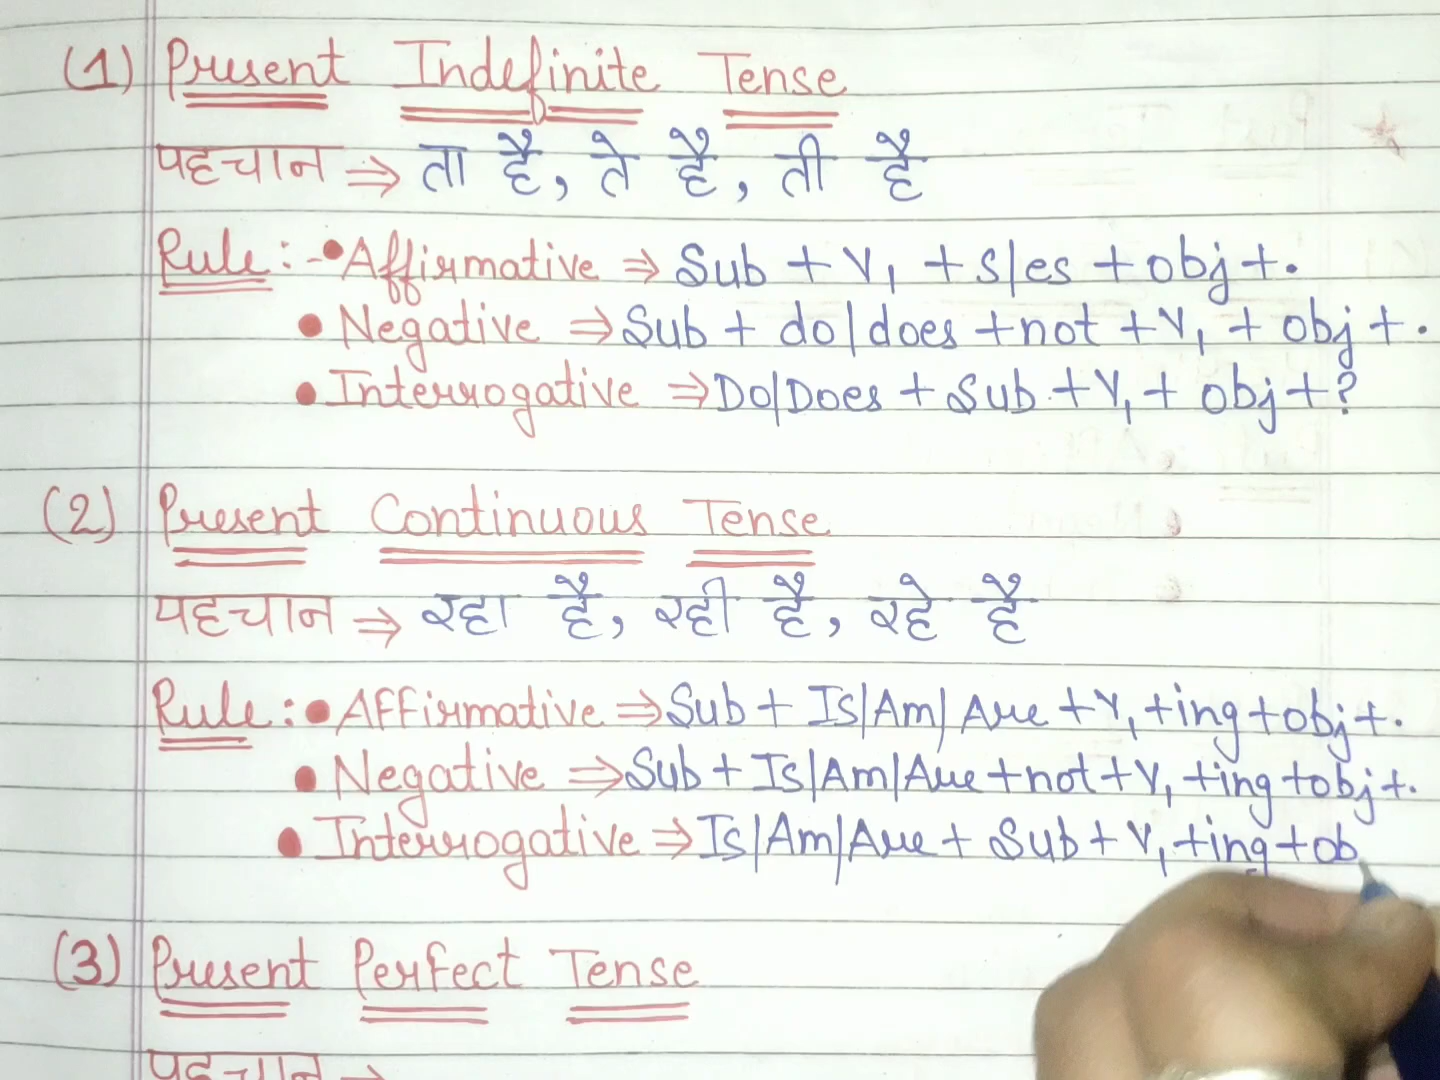 (1) Present Indefinite Tense
पहचान ⇒ ता है, ते है, ती है
Rule :- • Affirmative ⇒ Sub + V₁ + s/es + obj + .
• Negative ⇒ Sub + do/does + not + V₁ + obj + .
• Interrogative ⇒ Do/Does + Sub + V₁ + obj + ?
(2) Present Continuous Tense
पहचान ⇒ रहा है, रही है, रहे है
Rule : • Affirmative ⇒ Sub + Is/Am/Are + V₁ + ing + obj + .
• Negative ⇒ Sub + Is/Am/Are + not + V₁ + ing + obj + .
• Interrogative ⇒ Is/Am/Are + Sub + V₁ + ing + ob
(3) Present Perfect Tense
पहचान ⇒